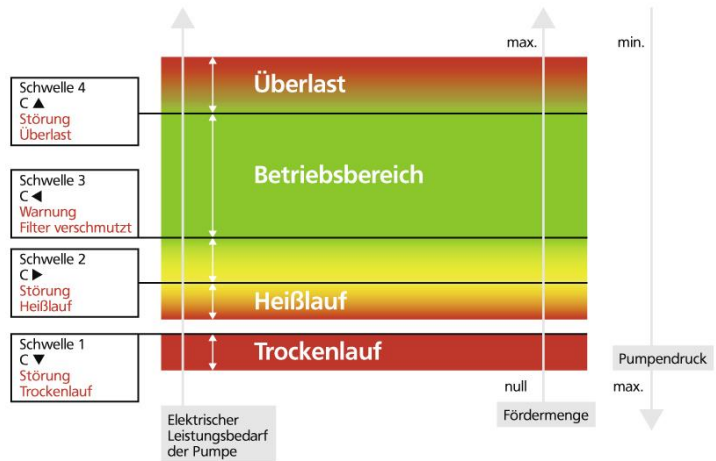 max.
min.
Schwelle 4
C ▲
Störung
Überlast
Überlast
Schwelle 3
C ◀
Warnung
Filter verschmutzt
Betriebsbereich
Schwelle 2
C ▶
Störung
Heißlauf
Heißlauf
Schwelle 1
C ▼
Störung
Trockenlauf
Trockenlauf
Pumpendruck
null
max.
Elektrischer
Leistungsbedarf
der Pumpe
Fördermenge